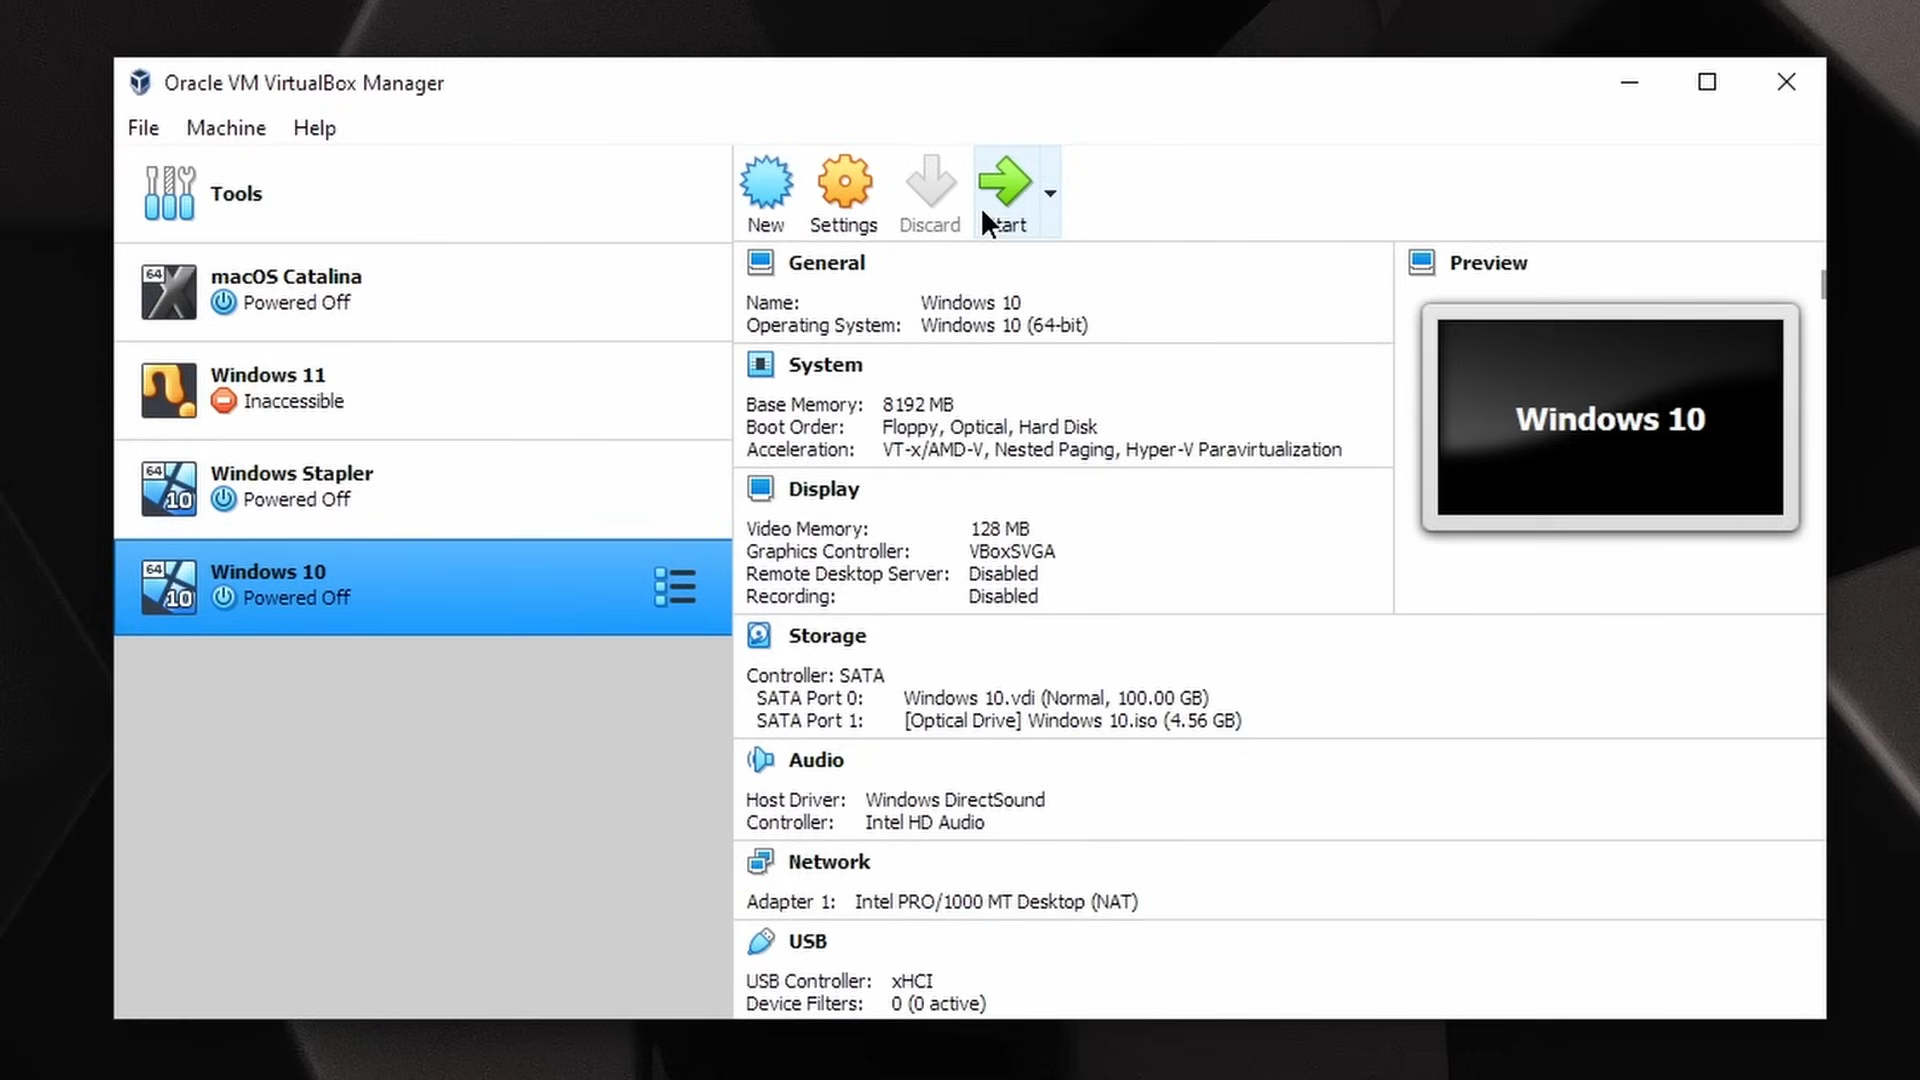 Oracle VM VirtualBox Manager
File Machine Help
Tools
New Settings Discard
64 macOS Catalina
Powered Off
Windows 11
Inaccessible
64 10 Windows Stapler
Powered Off
64 10 Windows 10
Powered Off
General
Name: Windows 10
Operating System: Windows 10 (64-bit)
System
Base Memory: 8192 MB
Boot Order: Floppy, Optical, Hard Disk
Acceleration: VT-x/AMD-V, Nested Paging, Hyper-V Paravirtualization
Display
Video Memory: 128 MB
Graphics Controller: VBoxSVGA
Remote Desktop Server: Disabled
Recording: Disabled
Preview
Windows 10
Storage
Controller: SATA
SATA Port 0: Windows 10.vdi (Normal, 100.00 GB)
SATA Port 1: [Optical Drive] Windows 10.iso (4.56 GB)
Audio
Host Driver: Windows DirectSound
Controller: Intel HD Audio
Network
Adapter 1: Intel PRO/1000 MT Desktop (NAT)
USB
USB Controller: xHCI
Device Filters: 0 (0 active)